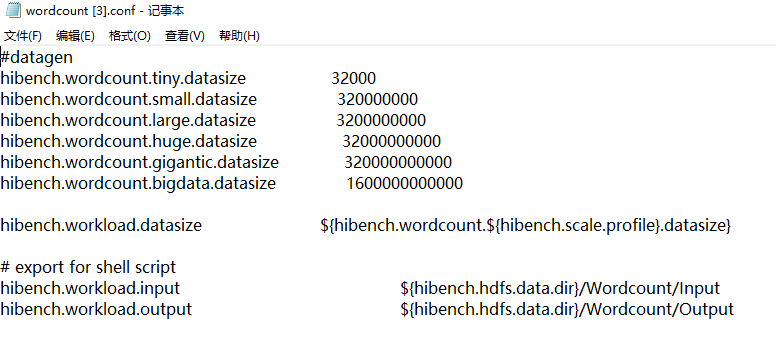 wordcount [3].conf - 记事本
文件(F) 编辑(E) 格式(O) 查看(V) 帮助(H)
#datagen
hibench.wordcount.tiny.datasize 32000
hibench.wordcount.small.datasize 320000000
hibench.wordcount.large.datasize 3200000000
hibench.wordcount.huge.datasize 32000000000
hibench.wordcount.gigantic.datasize 320000000000
hibench.wordcount.bigdata.datasize 1600000000000
hibench.workload.datasize ${hibench.wordcount.${hibench.scale.profile}.datasize}
# export for shell script
hibench.workload.input ${hibench.hdfs.data.dir}/Wordcount/Input
hibench.workload.output ${hibench.hdfs.data.dir}/Wordcount/Output